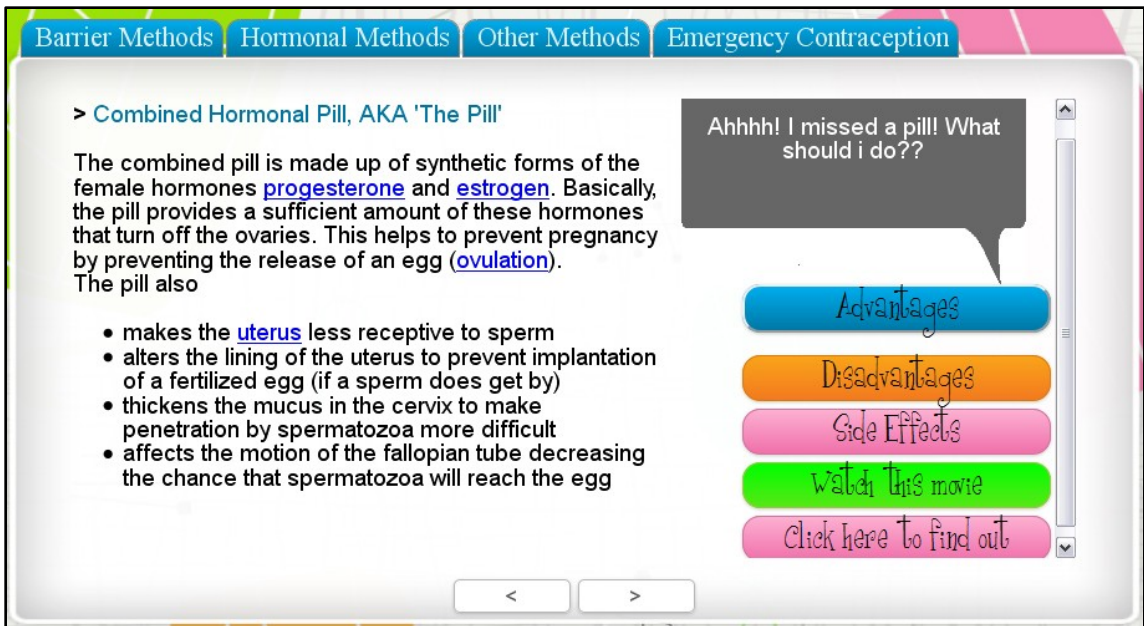 Barrier Methods Hormonal Methods Other Methods Emergency Contraception
> Combined Hormonal Pill, AKA 'The Pill'
The combined pill is made up of synthetic forms of the
female hormones progesterone and estrogen. Basically,
the pill provides a sufficient amount of these hormones
that turn off the ovaries. This helps to prevent pregnancy
by preventing the release of an egg (ovulation).
The pill also
• makes the uterus less receptive to sperm
• alters the lining of the uterus to prevent implantation
of a fertilized egg (if a sperm does get by)
• thickens the mucus in the cervix to make
penetration by spermatozoa more difficult
• affects the motion of the fallopian tube decreasing
the chance that spermatozoa will reach the egg
Ahhhh! I missed a pill! What
should i do??
Advantages
Disadvantages
Side Effects
Watch this movie
Click here to find out
< >